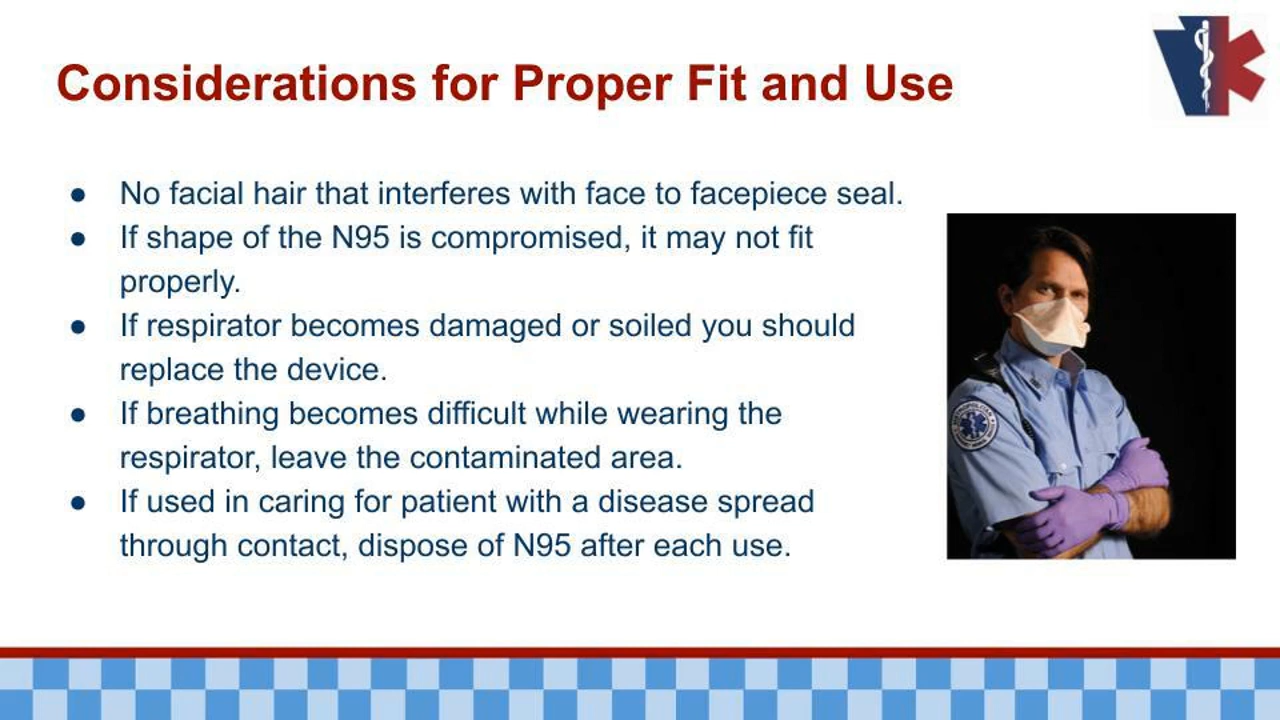 Considerations for Proper Fit and Use
● No facial hair that interferes with face to facepiece seal.
● If shape of the N95 is compromised, it may not fit
properly.
● If respirator becomes damaged or soiled you should
replace the device.
● If breathing becomes difficult while wearing the
respirator, leave the contaminated area.
● If used in caring for patient with a disease spread
through contact, dispose of N95 after each use.